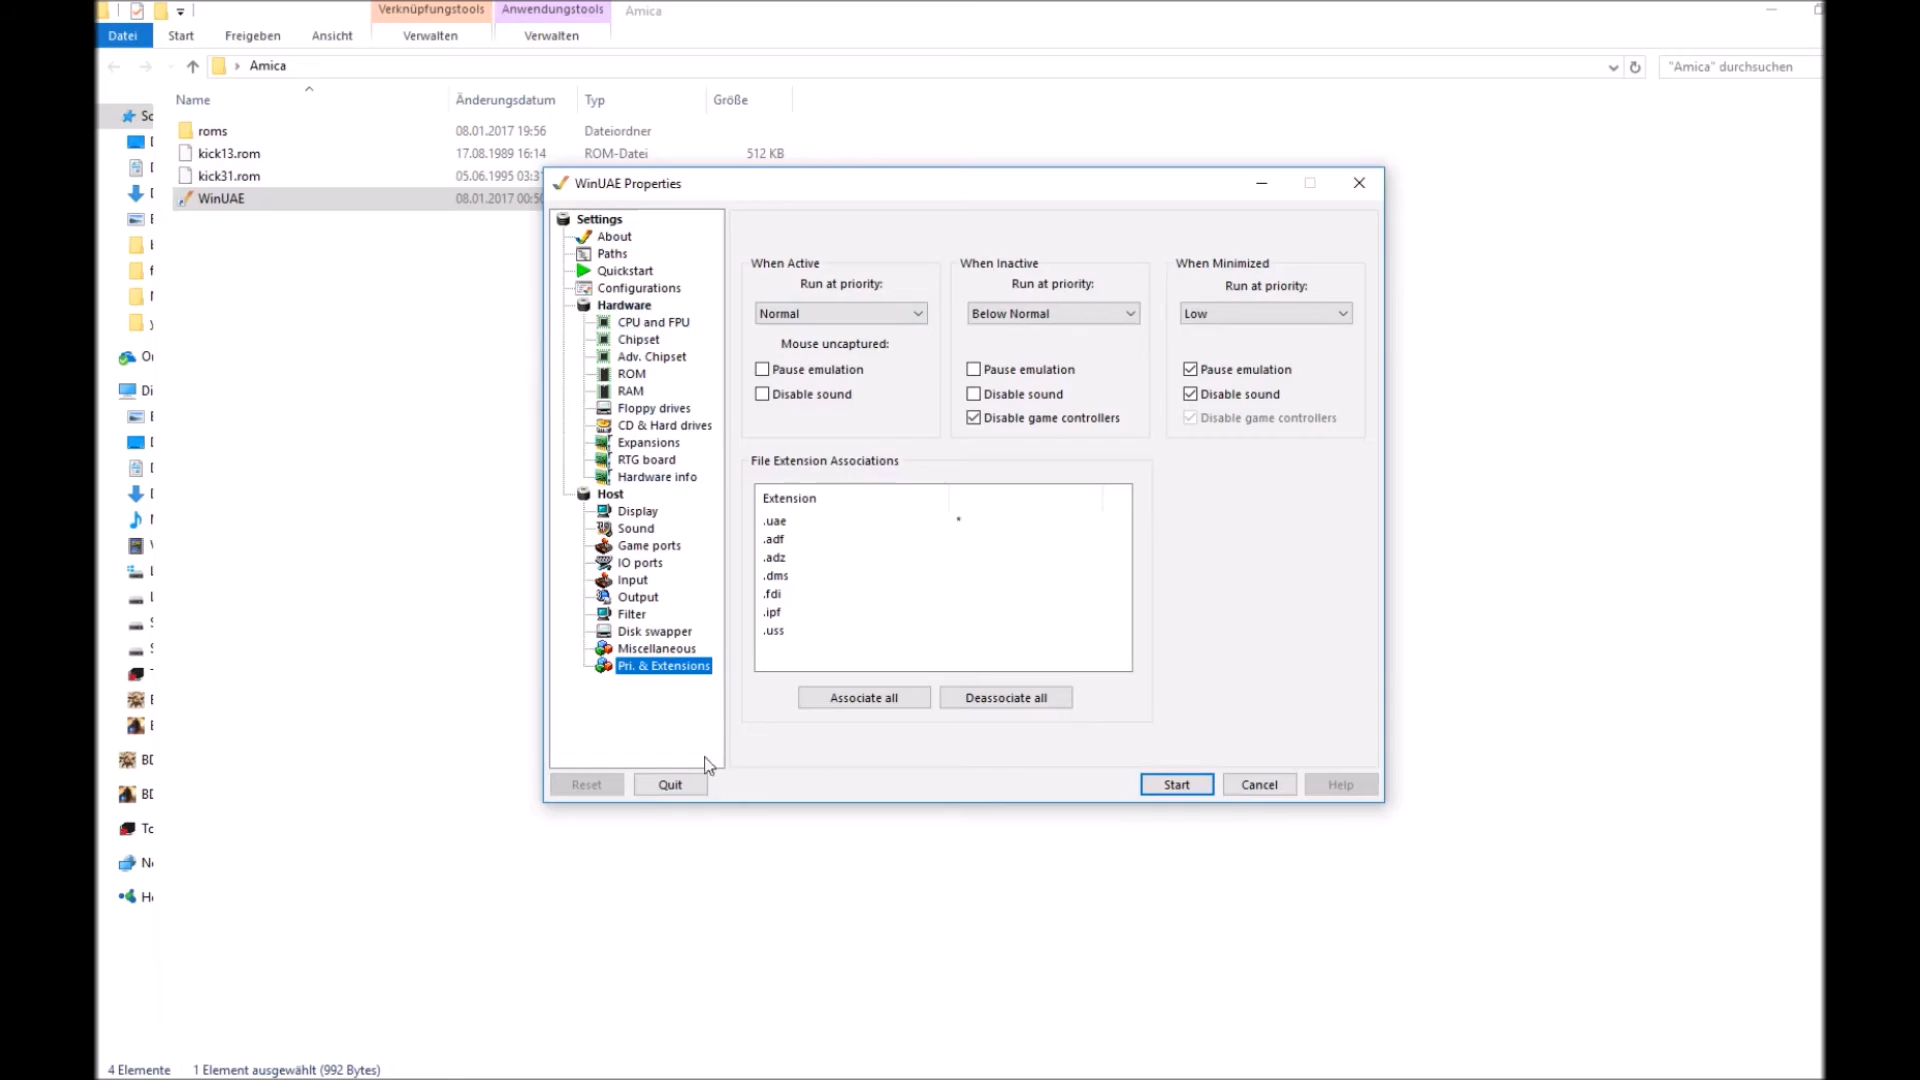 Verknüpfungstools Anwendungstools Amica
Datei Start Freigeben Ansicht Verwalten Verwalten
Amica "Amica" durchsuchen
Name Änderungsdatum Typ Größe
roms 08.01.2017 19:56 Dateiordner
kick13.rom 17.08.1989 16:14 ROM-Datei 512 KB
kick31.rom 05.06.1995
WinUAE 08.01.2017
WinUAE Properties
Settings
About
Paths
Quickstart
Configurations
Hardware
CPU and FPU
Chipset
Adv. Chipset
ROM
RAM
Floppy drives
CD & Hard drives
Expansions
RTG board
Hardware info
Host
Display
Sound
Game ports
IO ports
Input
Output
Filter
Disk swapper
Miscellaneous
Pri. & Extensions
When Active
Run at priority:
Normal
Mouse uncaptured:
Pause emulation
Disable sound
When Inactive
Run at priority:
Below Normal
Pause emulation
Disable sound
Disable game controllers
When Minimized
Run at priority:
Low
Pause emulation
Disable sound
Disable game controllers
File Extension Associations
Extension
.uae *
.adf
.adz
.dms
.fdi
.ipf
.uss
Associate all Deassociate all
Reset Quit Start Cancel Help
4 Elemente 1 Element ausgewählt (992 Bytes)